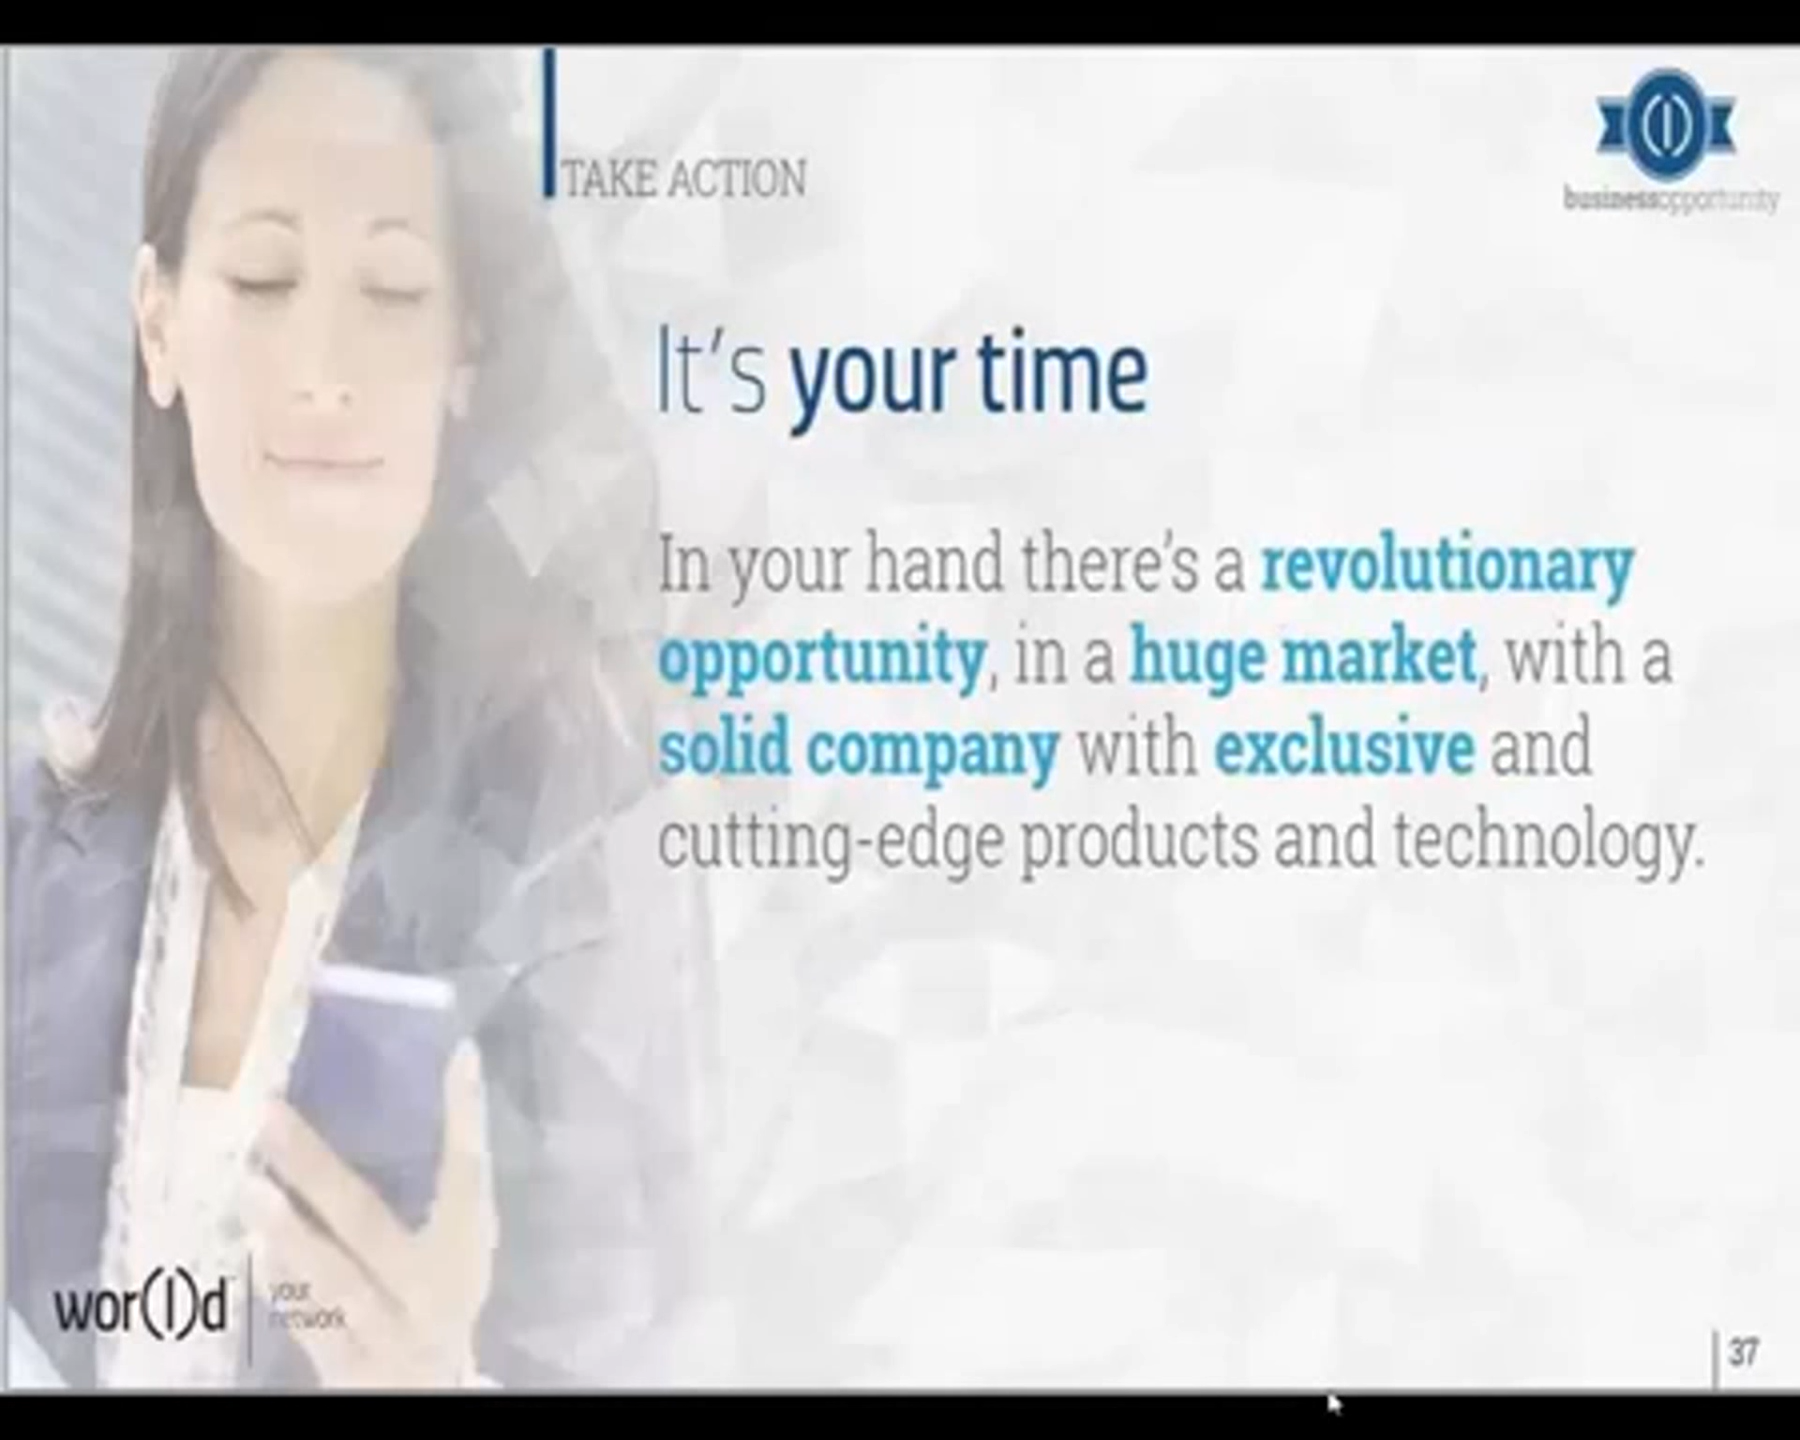 TAKE ACTION
businessopportunity
It's your time
In your hand there's a revolutionary
opportunity, in a huge market, with a
solid company with exclusive and
cutting-edge products and technology.
wor(l)d
your
network
37